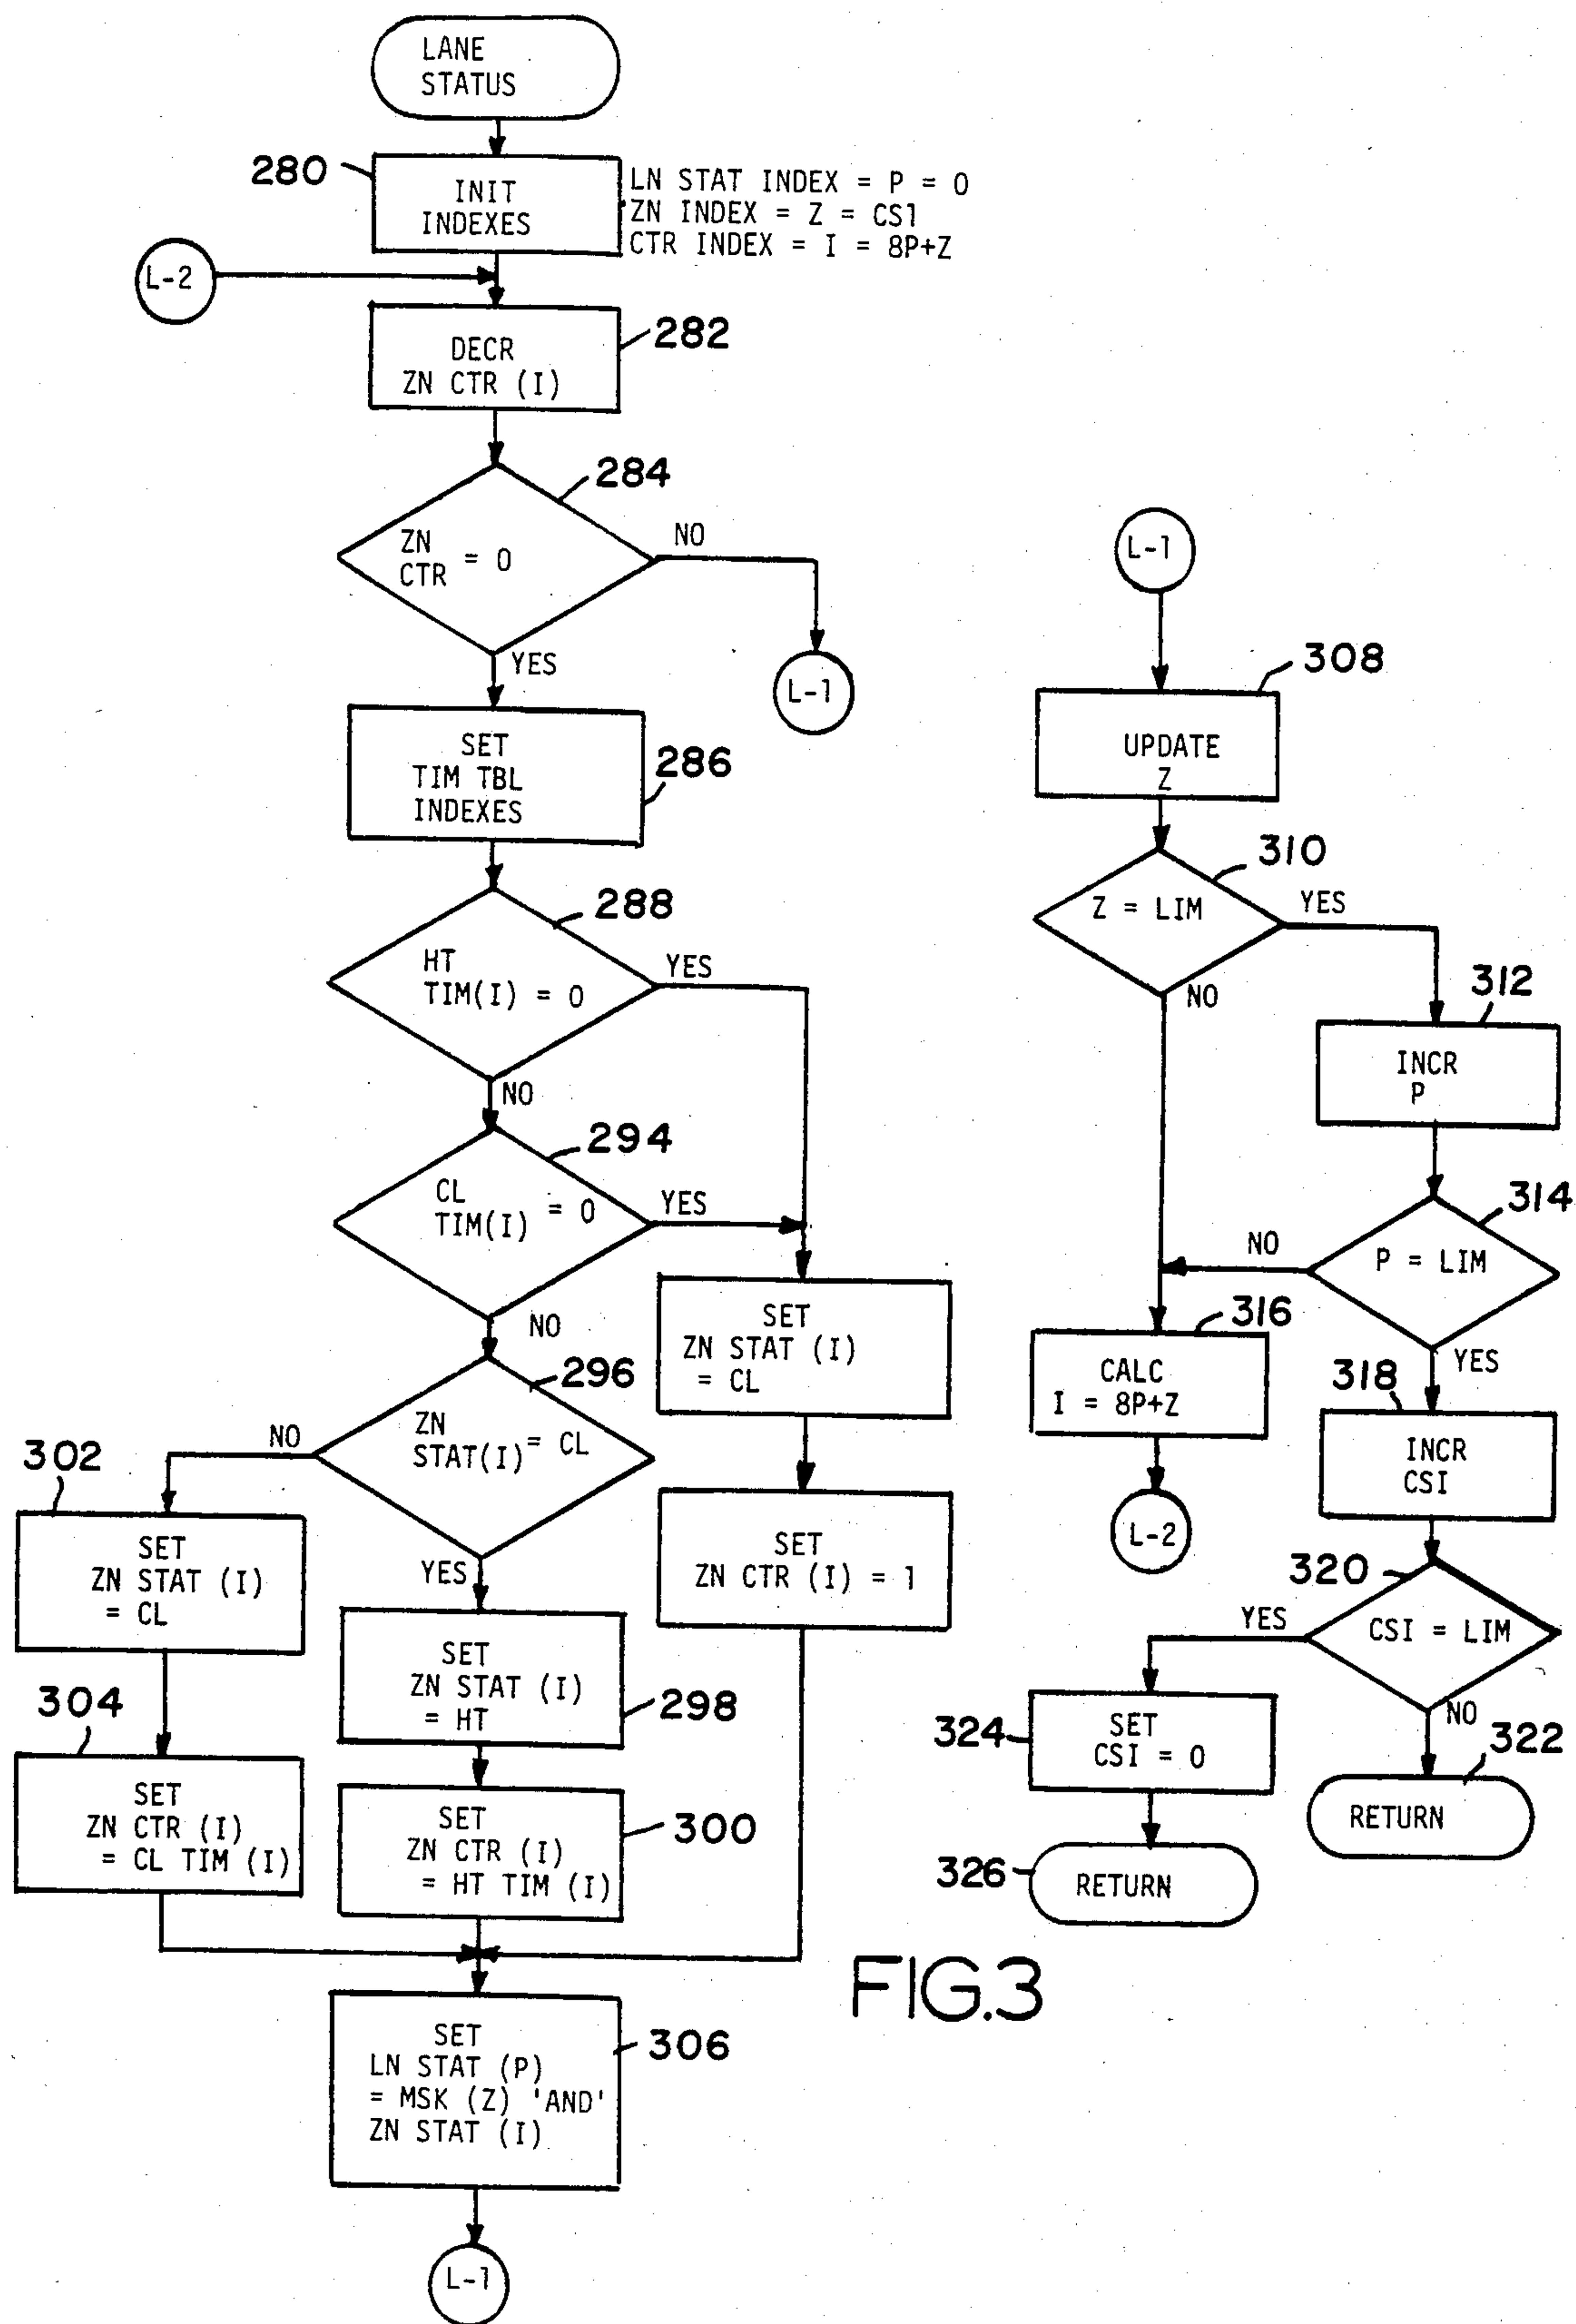 LANE
STATUS
280
INIT
INDEXES
LN STAT INDEX = P = 0
ZN INDEX = Z = CS1
CTR INDEX = I = 8P+Z
L-2
DECR
ZN CTR (I)
282
284
ZN
CTR = 0
NO
L-1
YES
SET
TIM TBL
INDEXES
286
288
HT
TIM(I) = 0
YES
NO
294
CL
TIM(I) = 0
YES
NO
SET
ZN STAT (I)
= CL
SET
ZN CTR (I) = 1
296
ZN
STAT(I) = CL
NO
302
SET
ZN STAT (I)
= CL
304
SET
ZN CTR (I)
= CL TIM (I)
YES
SET
ZN STAT (I)
= HT
298
SET
ZN CTR (I)
= HT TIM (I)
300
SET
LN STAT (P)
= MSK (Z) 'AND'
ZN STAT (I)
306
L-1
L-1
308
UPDATE
Z
310
Z = LIM
YES
NO
312
INCR
P
314
P = LIM
NO
YES
316
CALC
I = 8P+Z
L-2
318
INCR
CSI
320
CSI = LIM
YES
NO
324
SET
CSI = 0
322
RETURN
326
RETURN
FIG.3